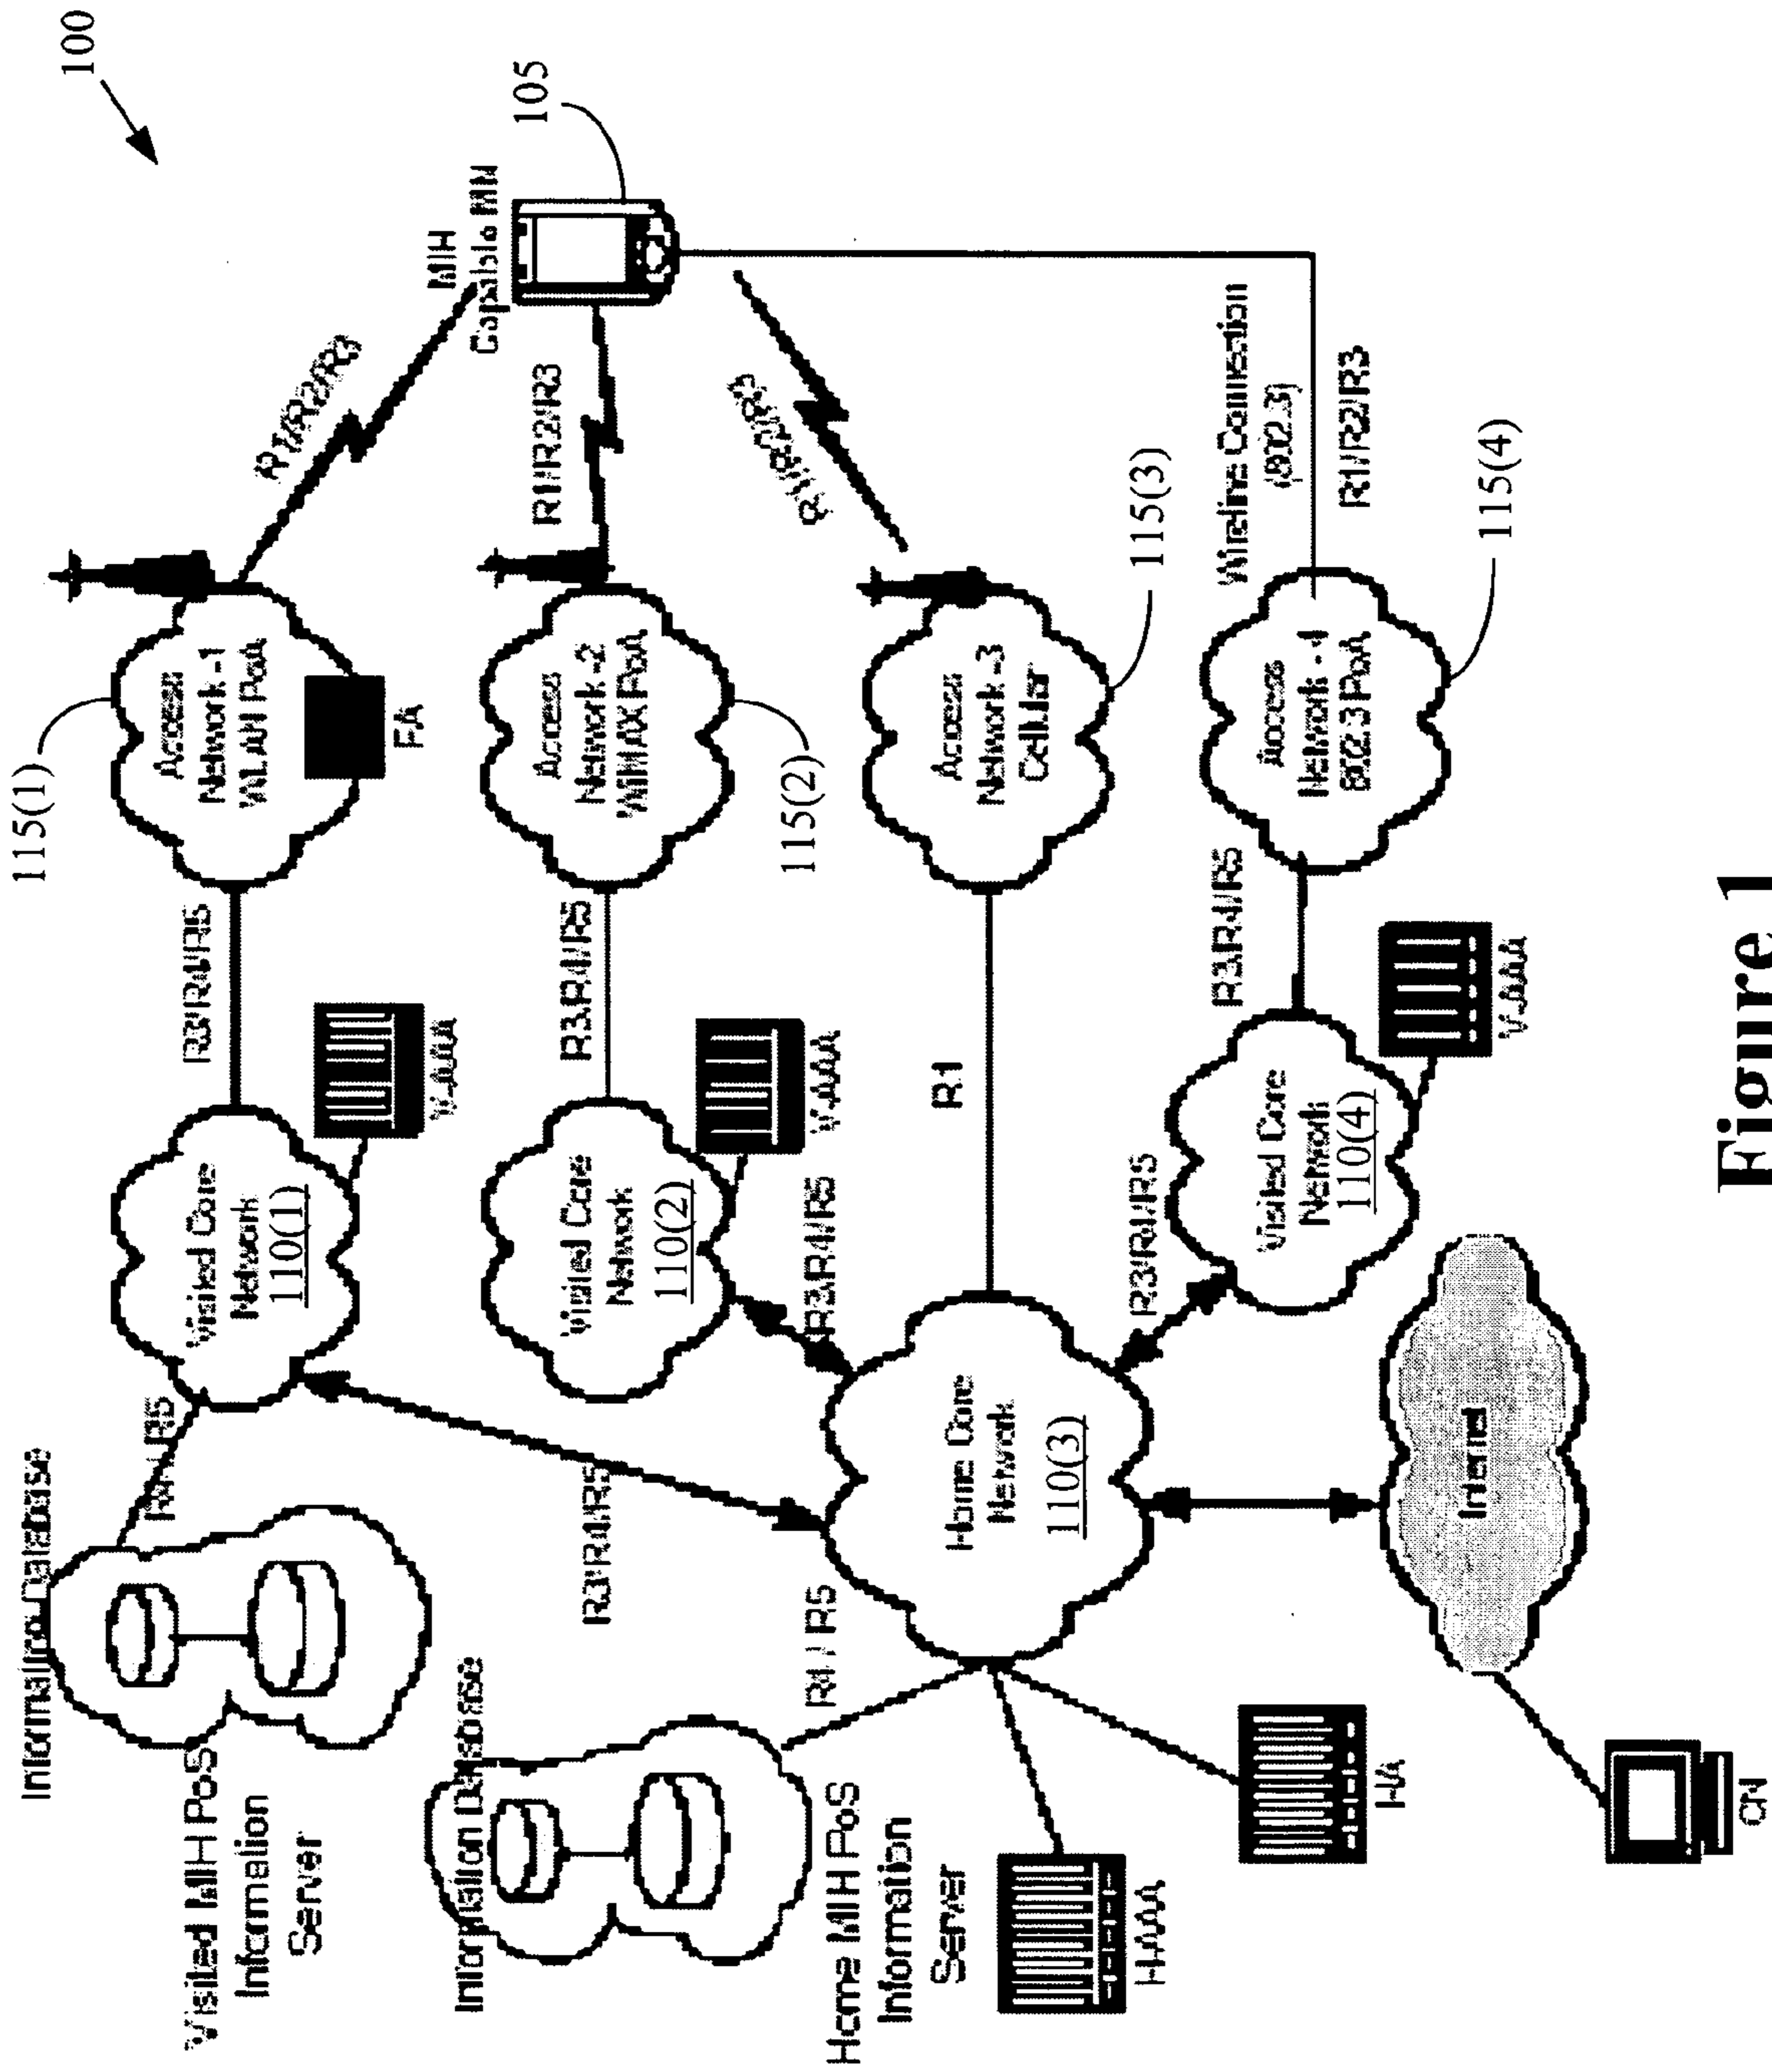 100
105
MIH
Capable MN
R1/R2/R3
R1/R2/R3
R1/R2/R3
Wireline Connection
(802.3)
R1/R2/R3
115(1)
Access
Network -1
WLAN PoA
FA
Access
Network -2
WiMAX PoA
115(2)
Access
Network -3
Cellular
115(3)
Access
Network - 4
802.3 PoA
115(4)
R3/R4/R5
R3/R4/R5
R1
R3/R4/R5
Visited Core
Network
110(1)
V-AAA
Visited Core
Network
110(2)
V-AAA
Visited Core
Network
110(4)
V-AAA
R4 / R5
R3/R4/R5
R3/R4/R5
R3/R4/R5
Home Core
Network
110(3)
R4 / R5
Internet
Information Database
Visited MIH PoS
Information
Server
Information Database
Home MIH PoS
Information
Server
HAAA
HA
CN
Figure 1